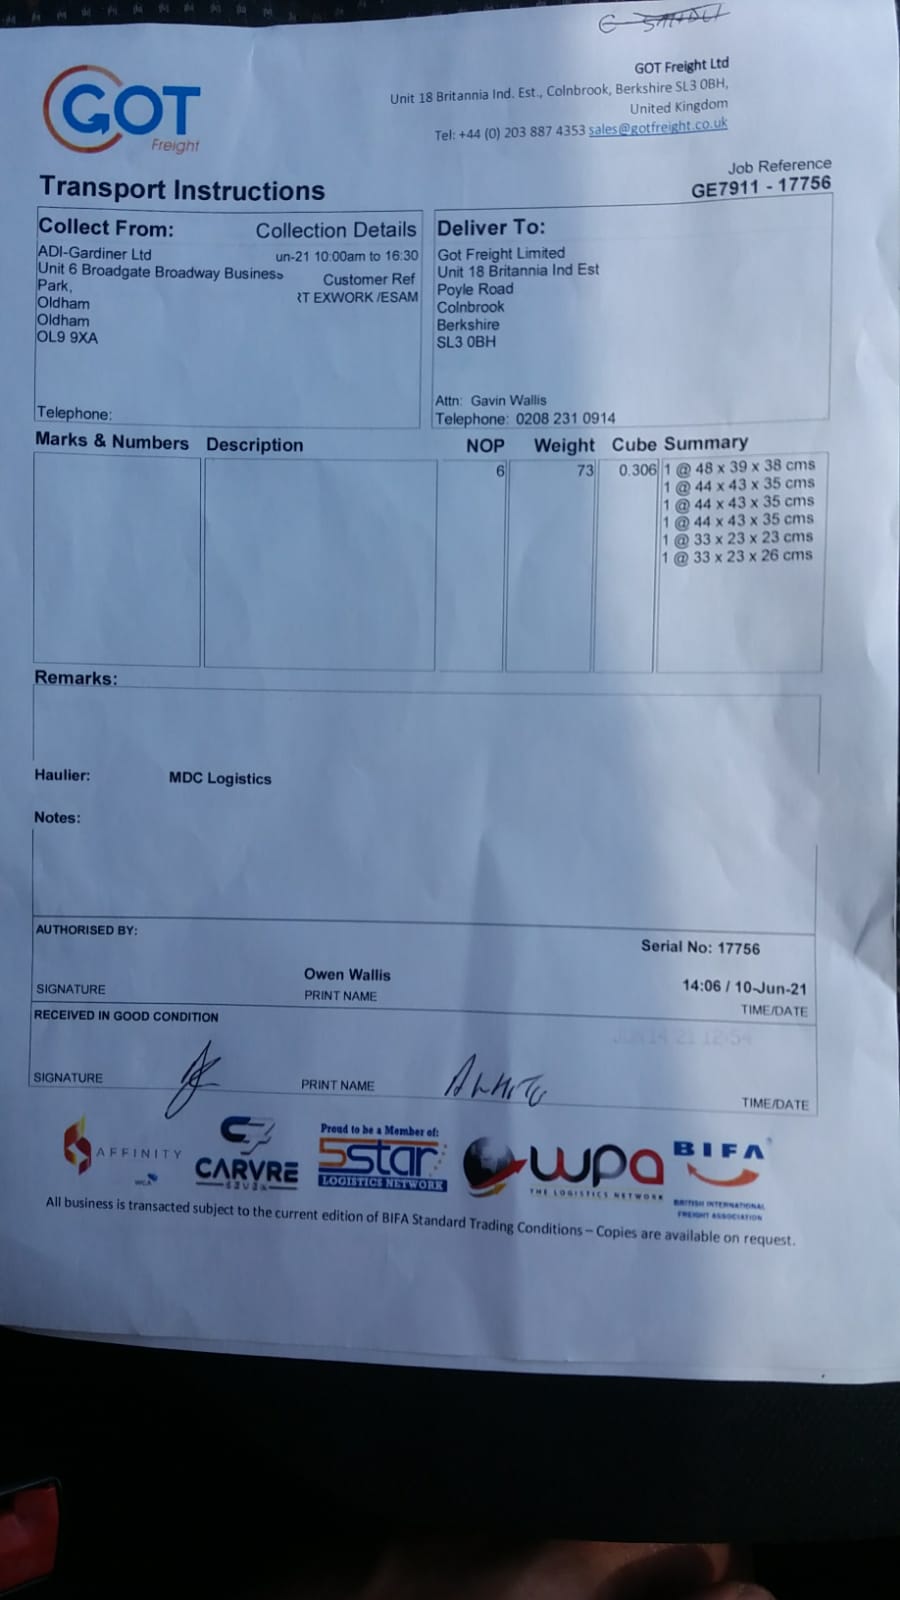 GOT
Freight
GOT Freight Ltd
Unit 18 Britannia Ind. Est., Colnbrook, Berkshire SL3 0BH,
United Kingdom
Tel: +44 (0) 203 887 4353 sales@gotfreight.co.uk
Transport Instructions
Job Reference
GE7911 - 17756
Collect From:
Collection Details
ADI-Gardiner Ltd
un-21 10:00am to 16:30
Unit 6 Broadgate Broadway Business
Customer Ref
Park,
RT EXWORK /ESAM
Oldham
Oldham
OL9 9XA
Telephone:
Deliver To:
Got Freight Limited
Unit 18 Britannia Ind Est
Poyle Road
Colnbrook
Berkshire
SL3 0BH
Attn: Gavin Wallis
Telephone: 0208 231 0914
Marks & Numbers Description NOP Weight Cube Summary
6 73 0.306 1 @ 48 x 39 x 38 cms
1 @ 44 x 43 x 35 cms
1 @ 44 x 43 x 35 cms
1 @ 44 x 43 x 35 cms
1 @ 33 x 23 x 23 cms
1 @ 33 x 23 x 26 cms
Remarks:
Haulier: MDC Logistics
Notes:
AUTHORISED BY:
Serial No: 17756
Owen Wallis
14:06 / 10-Jun-21
SIGNATURE PRINT NAME TIME/DATE
RECEIVED IN GOOD CONDITION
JUN 14 21 12:54
SIGNATURE PRINT NAME TIME/DATE
AFFINITY
WCA
CARVRE
Proud to be a Member of:
5star
LOGISTICS NETWORK
wpa
THE LOGISTICS NETWORK
BIFA
BRITISH INTERNATIONAL
FREIGHT ASSOCIATION
All business is transacted subject to the current edition of BIFA Standard Trading Conditions – Copies are available on request.